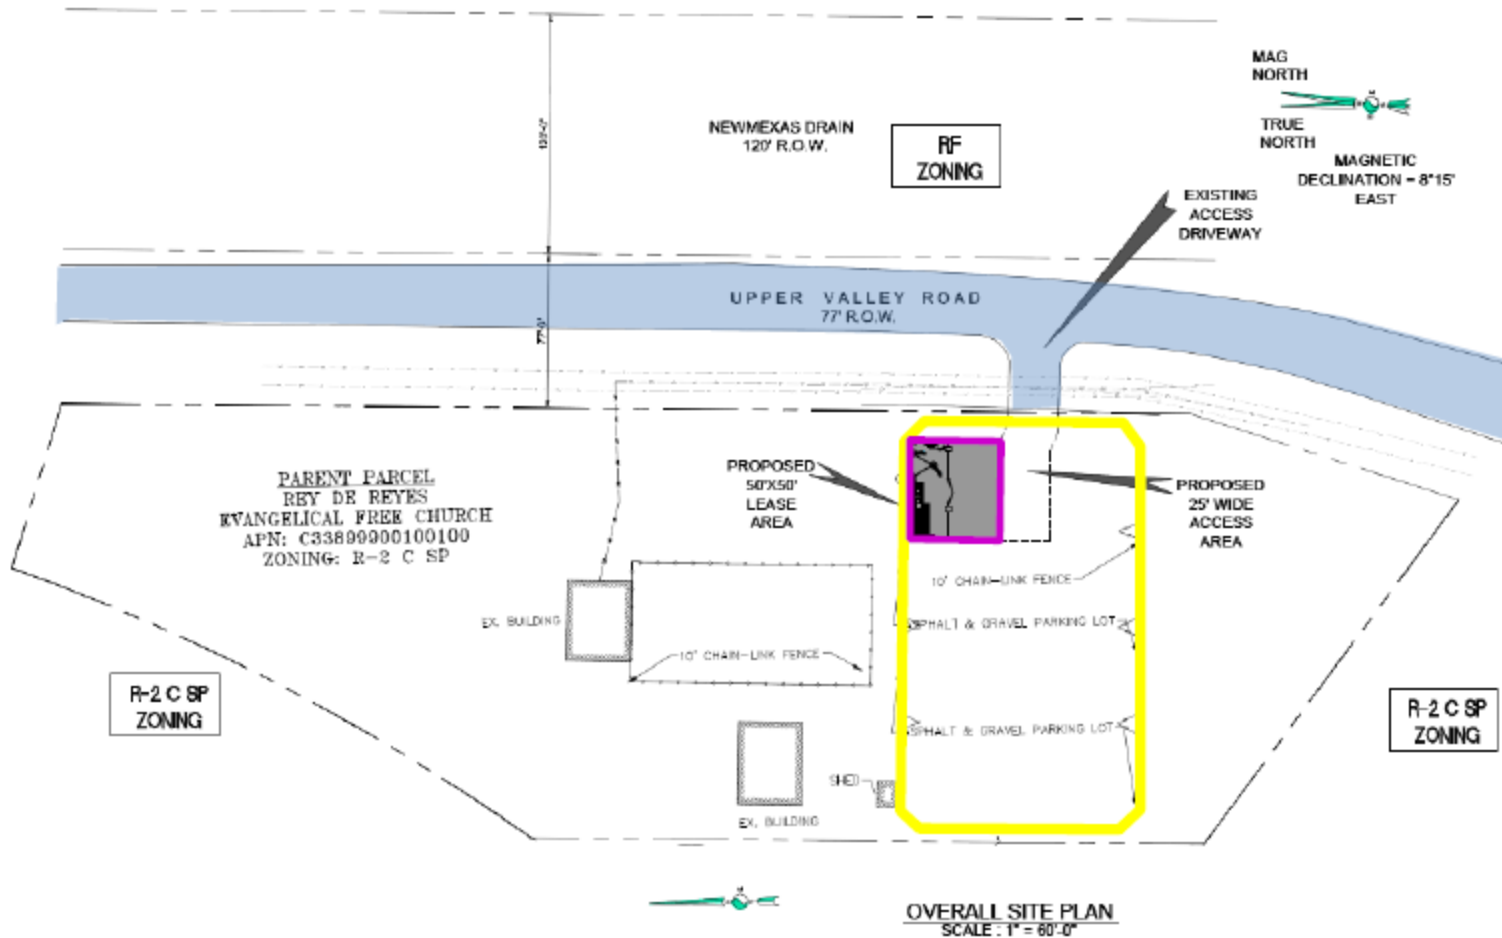 MAG
NORTH
TRUE
NORTH
MAGNETIC
DECLINATION = 8°15'
EAST
NEWMEXAS DRAIN
120' R.O.W.
RF
ZONING
120'-0"
EXISTING
ACCESS
DRIVEWAY
UPPER VALLEY ROAD
77' R.O.W.
77'-0"
PARENT PARCEL
REY DE REYES
EVANGELICAL FREE CHURCH
APN: C33899900100100
ZONING: R-2 C SP
PROPOSED
50'X50'
LEASE
AREA
PROPOSED
25' WIDE
ACCESS
AREA
10' CHAIN-LINK FENCE
EX. BUILDING
SPHALT & GRAVEL PARKING LOT
10' CHAIN-LINK FENCE
R-2 C SP
ZONING
R-2 C SP
ZONING
SPHALT & GRAVEL PARKING LOT
SHED
EX. BUILDING
OVERALL SITE PLAN
SCALE : 1" = 60'-0"